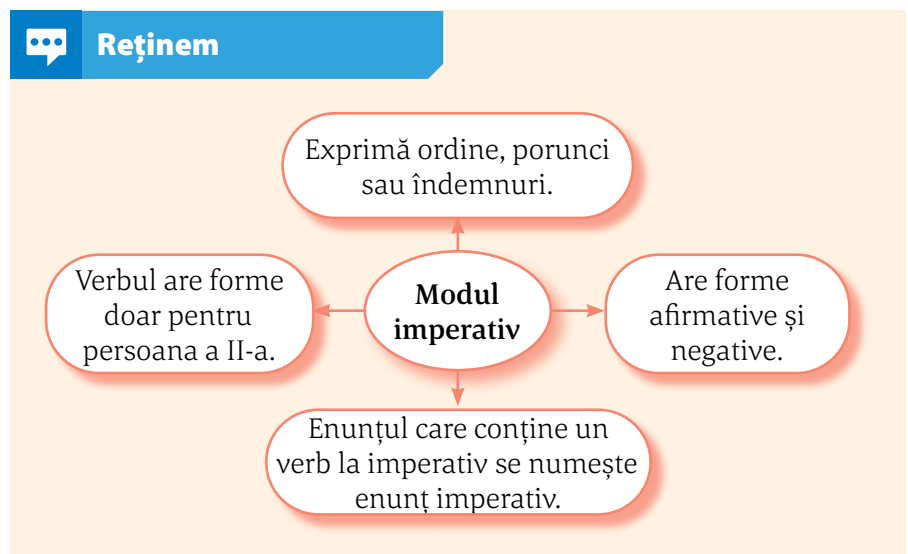 Reținem
Exprimă ordine, porunci
sau îndemnuri.
Verbul are forme
doar pentru
persoana a II-a.
Modul
imperativ
Are forme
afirmative și
negative.
Enunțul care conține un
verb la imperativ se numește
enunț imperativ.